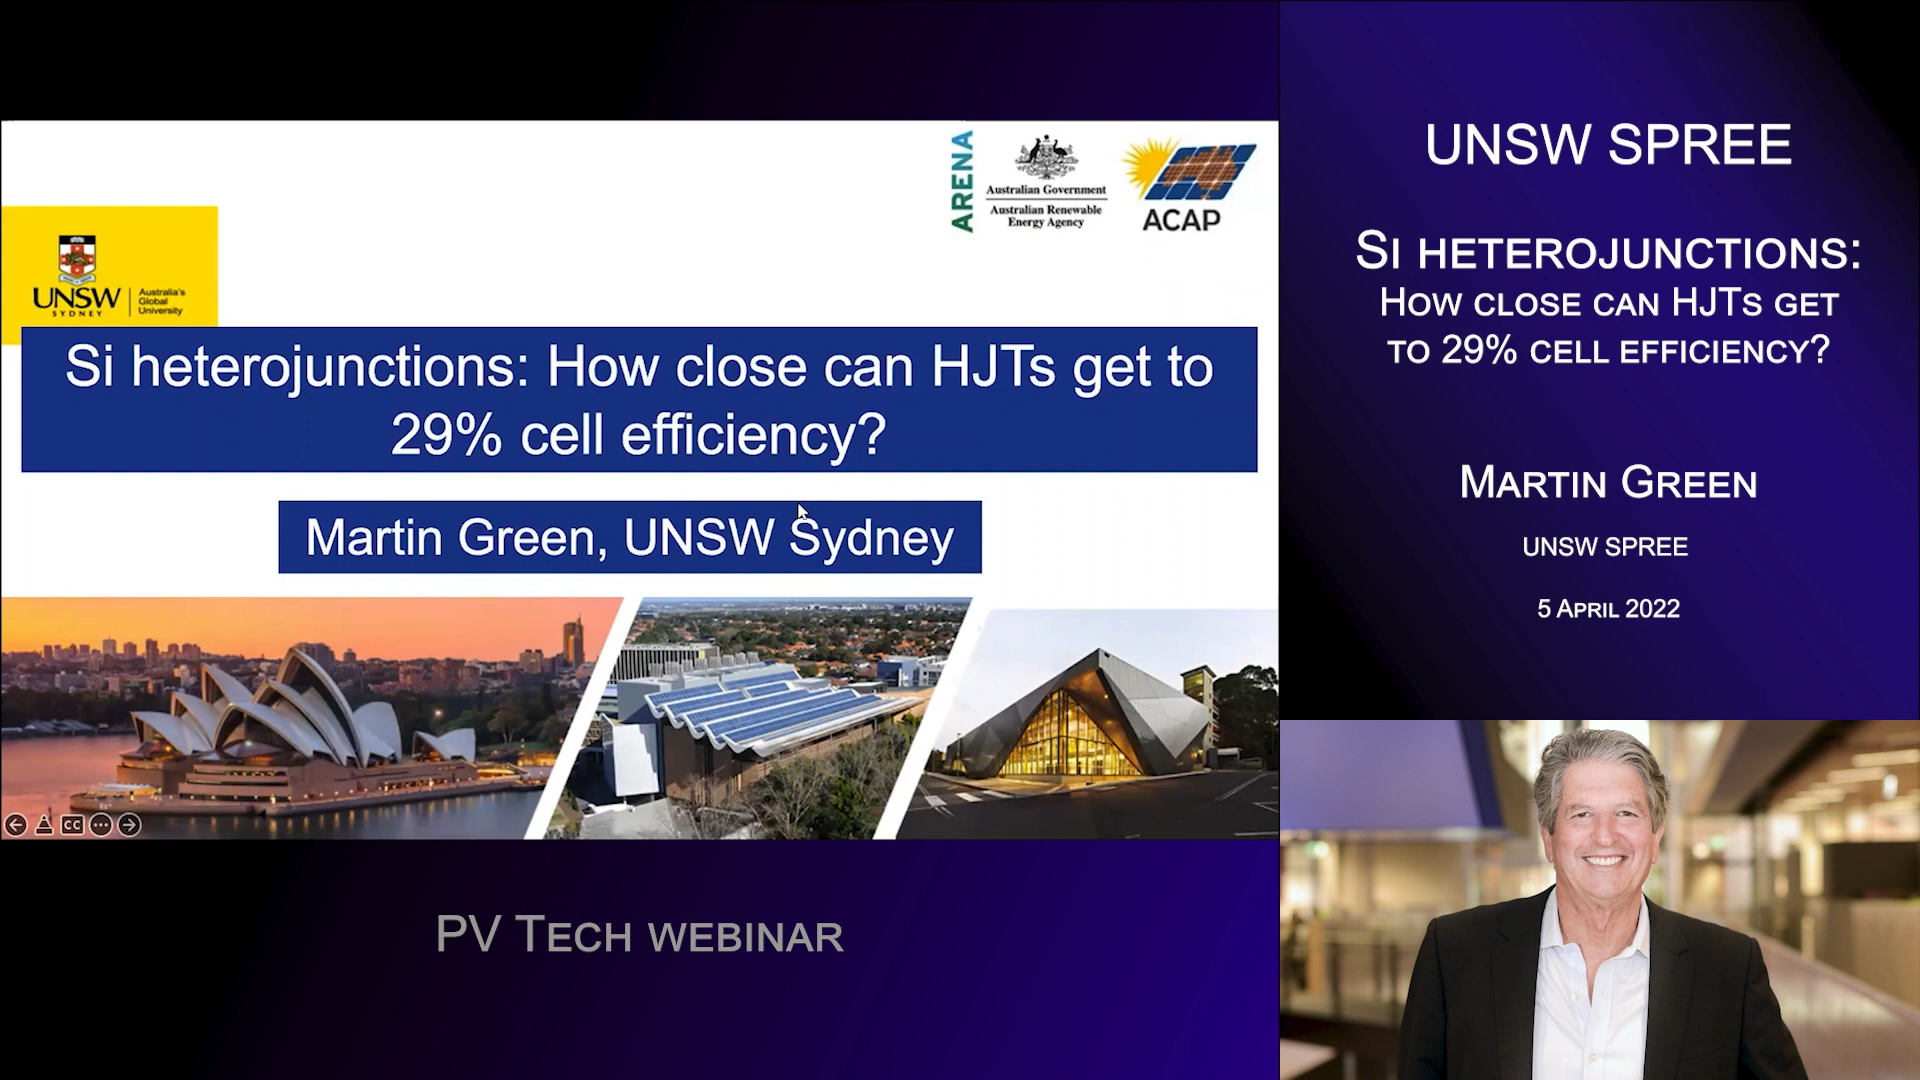 ARENA
Australian Government
Australian Renewable
Energy Agency
ACAP
UNSW
SYDNEY
Australia's
Global
University
Si heterojunctions: How close can HJTs get to
29% cell efficiency?
Martin Green, UNSW Sydney
CC
PV Tech webinar
UNSW SPREE
Si heterojunctions:
How close can HJTs get
to 29% cell efficiency?
Martin Green
UNSW SPREE
5 April 2022